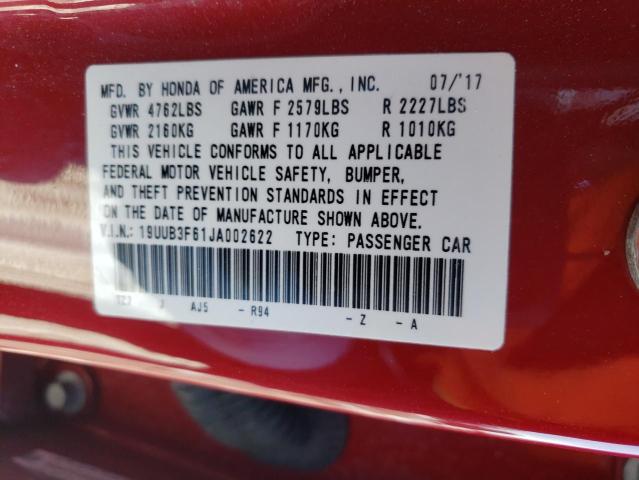 MFD. BY HONDA OF AMERICA MFG., INC. 07/'17
GVWR 4762LBS GAWR F 2579LBS R 2227LBS
GVWR 2160KG GAWR F 1170KG R 1010KG
THIS VEHICLE CONFORMS TO ALL APPLICABLE
FEDERAL MOTOR VEHICLE SAFETY, BUMPER,
AND THEFT PREVENTION STANDARDS IN EFFECT
ON THE DATE OF MANUFACTURE SHOWN ABOVE.
V.I.N.: 19UUB3F61JA002622 TYPE: PASSENGER CAR
TZ7 J AJ5 - R94 - Z - A